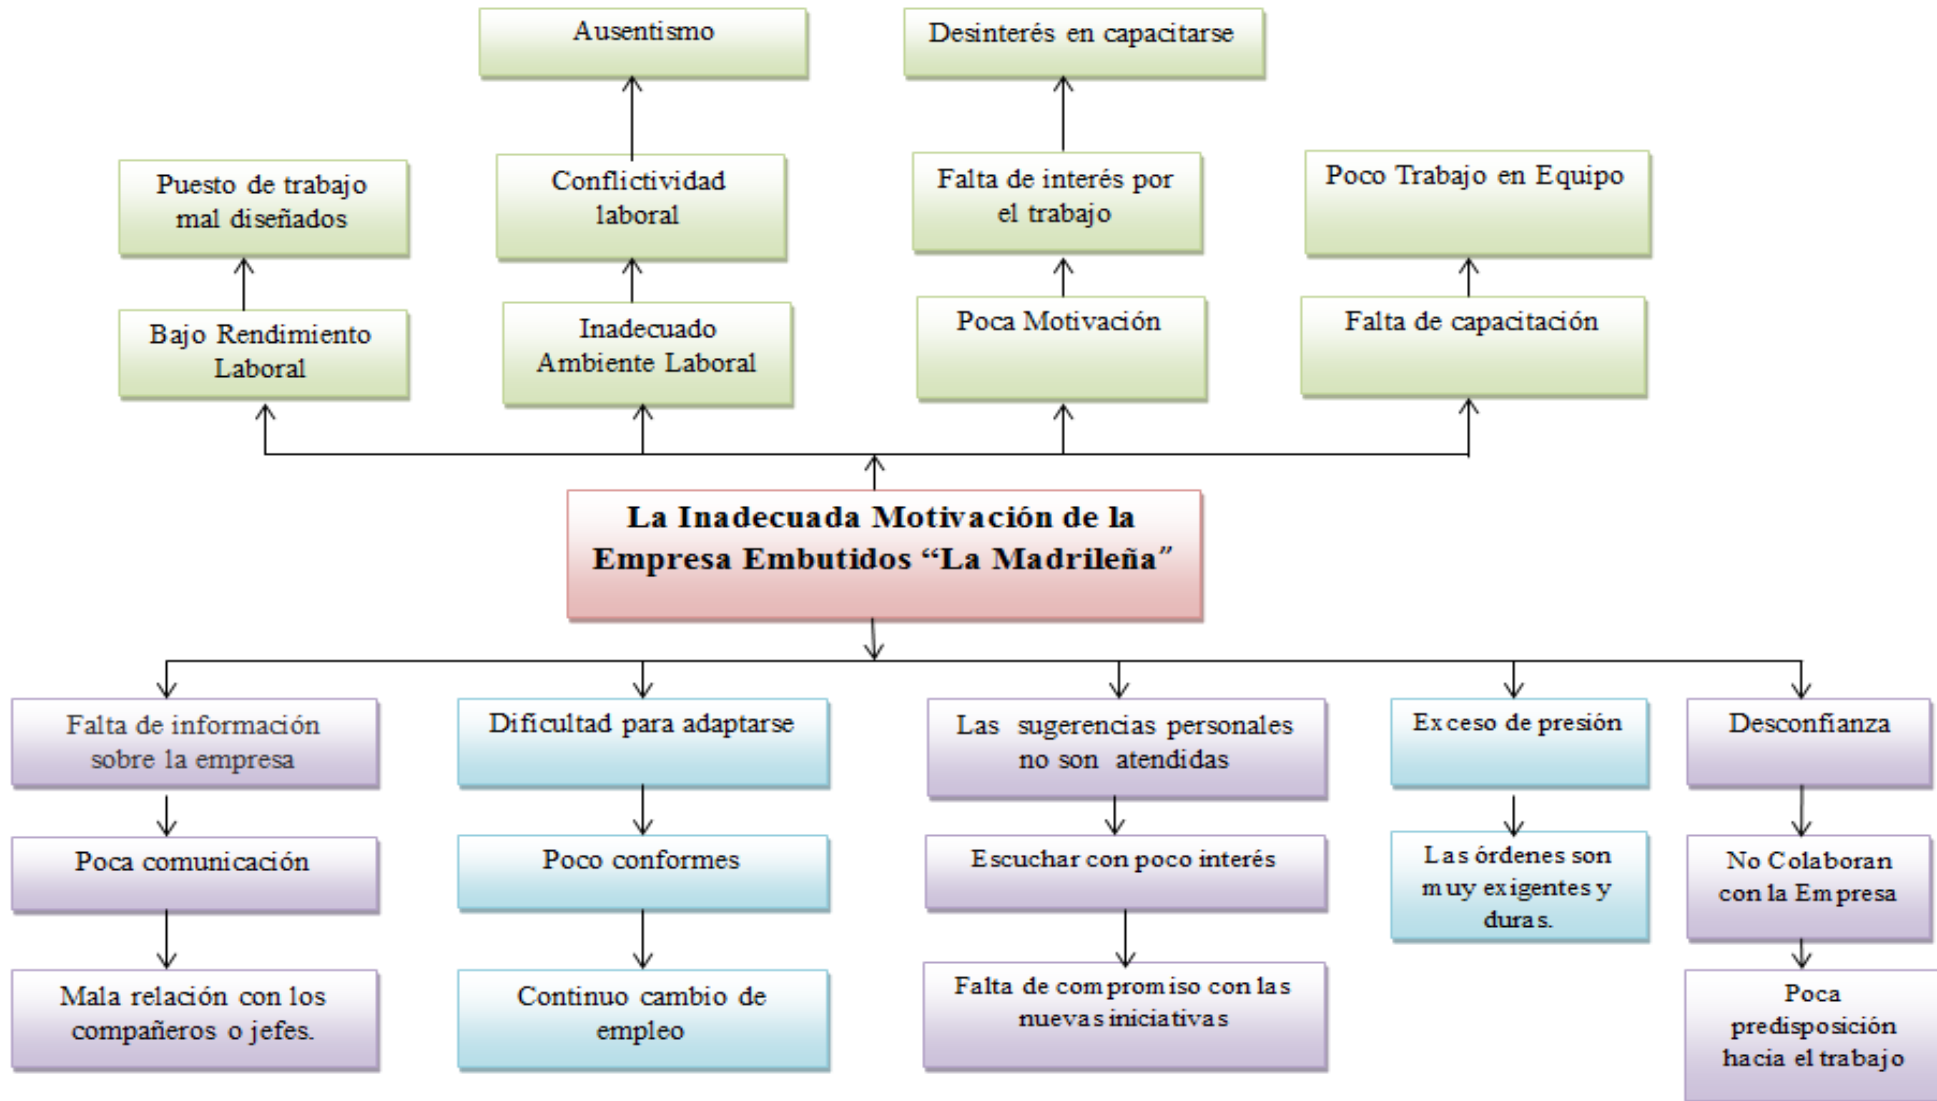 Ausentismo
Desinterés en capacitarse
Puesto de trabajo
mal diseñados
Conflictividad
laboral
Falta de interés por
el trabajo
Poco Trabajo en Equipo
Bajo Rendimiento
Laboral
Inadecuado
Ambiente Laboral
Poca Motivación
Falta de capacitación
La Inadecuada Motivación de la
Empresa Embutidos “La Madrileña”
Falta de información
sobre la empresa
Dificultad para adaptarse
Las sugerencias personales
no son atendidas
Exceso de presión
Desconfianza
Poca comunicación
Poco conformes
Escuchar con poco interés
Las órdenes son
muy exigentes y
duras.
No Colaboran
con la Empresa
Mala relación con los
compañeros o jefes.
Continuo cambio de
empleo
Falta de compromiso con las
nuevas iniciativas
Poca
predisposición
hacia el trabajo